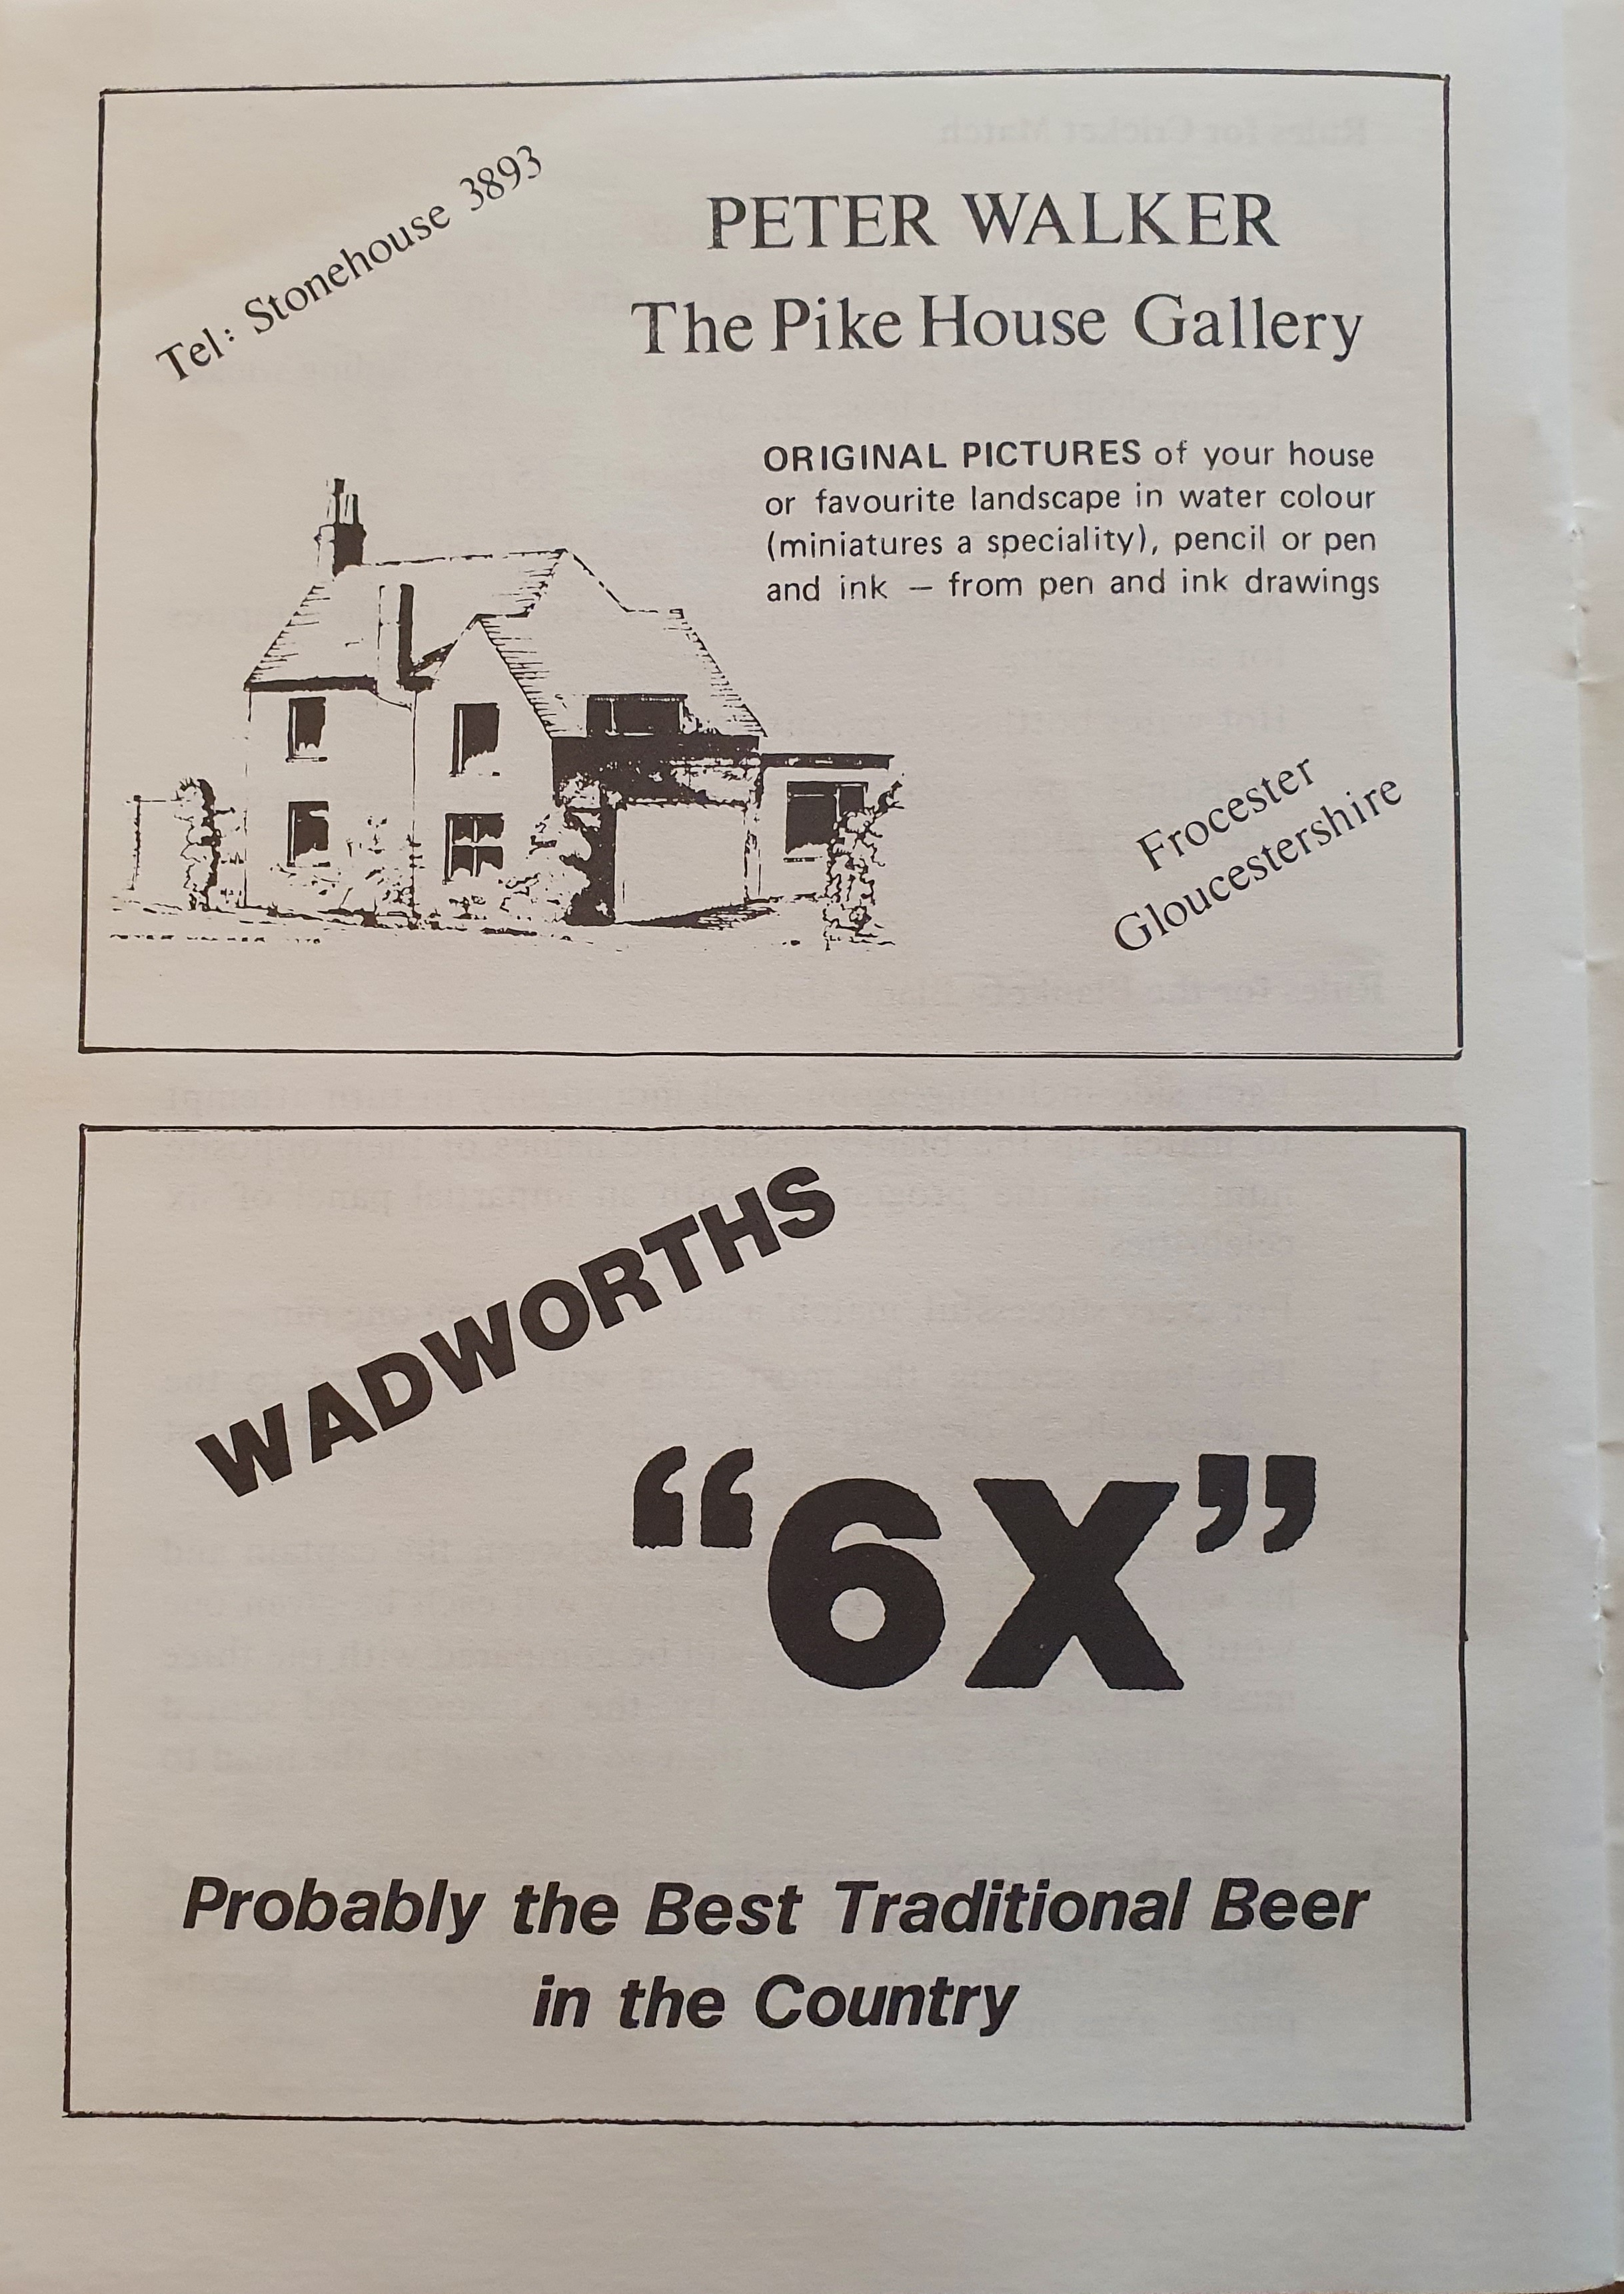 Tel: Stonehouse 3893
PETER WALKER
The Pike House Gallery
ORIGINAL PICTURES of your house
or favourite landscape in water colour
(miniatures a speciality), pencil or pen
and ink – from pen and ink drawings
Frocester
Gloucestershire
WADWORTHS
“6X”
Probably the Best Traditional Beer
in the Country